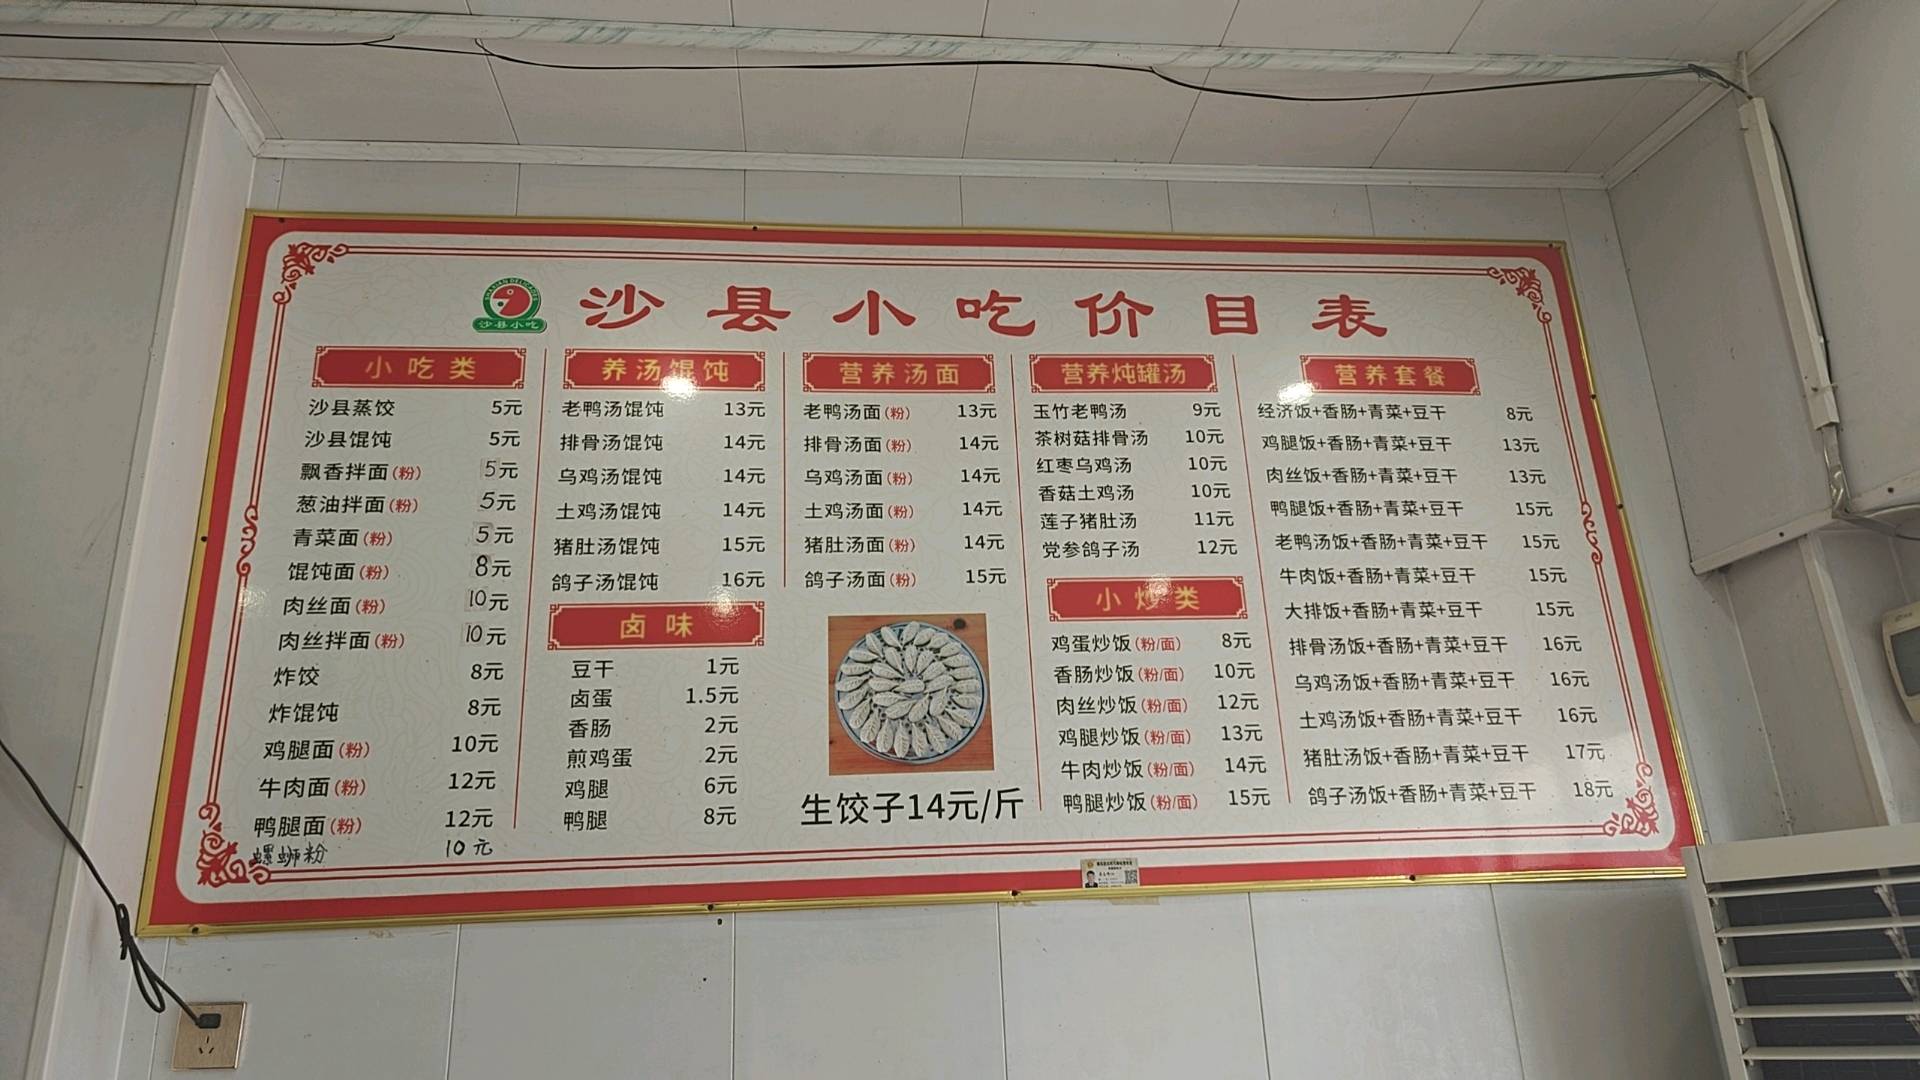 SHAXIAN DELICACIES
沙县小吃
沙县小吃价目表
小吃类
沙县蒸饺 5元
沙县馄饨 5元
飘香拌面(粉) 5元
葱油拌面(粉) 5元
青菜面(粉) 5元
馄饨面(粉) 8元
肉丝面(粉) 10元
肉丝拌面(粉) 10元
炸饺 8元
炸馄饨 8元
鸡腿面(粉) 10元
牛肉面(粉) 12元
鸭腿面(粉) 12元
螺蛳粉 10元
养汤馄饨
老鸭汤馄饨 13元
排骨汤馄饨 14元
乌鸡汤馄饨 14元
土鸡汤馄饨 14元
猪肚汤馄饨 15元
鸽子汤馄饨 16元
卤味
豆干 1元
卤蛋 1.5元
香肠 2元
煎鸡蛋 2元
鸡腿 6元
鸭腿 8元
营养汤面
老鸭汤面(粉) 13元
排骨汤面(粉) 14元
乌鸡汤面(粉) 14元
土鸡汤面(粉) 14元
猪肚汤面(粉) 14元
鸽子汤面(粉) 15元
生饺子14元/斤
营养炖罐汤
玉竹老鸭汤 9元
茶树菇排骨汤 10元
红枣乌鸡汤 10元
香菇土鸡汤 10元
莲子猪肚汤 11元
党参鸽子汤 12元
小炒类
鸡蛋炒饭(粉/面) 8元
香肠炒饭(粉/面) 10元
肉丝炒饭(粉/面) 12元
鸡腿炒饭(粉/面) 13元
牛肉炒饭(粉/面) 14元
鸭腿炒饭(粉/面) 15元
营养套餐
经济饭+香肠+青菜+豆干 8元
鸡腿饭+香肠+青菜+豆干 13元
肉丝饭+香肠+青菜+豆干 13元
鸭腿饭+香肠+青菜+豆干 15元
老鸭汤饭+香肠+青菜+豆干 15元
牛肉饭+香肠+青菜+豆干 15元
大排饭+香肠+青菜+豆干 15元
排骨汤饭+香肠+青菜+豆干 16元
乌鸡汤饭+香肠+青菜+豆干 16元
土鸡汤饭+香肠+青菜+豆干 16元
猪肚汤饭+香肠+青菜+豆干 17元
鸽子汤饭+香肠+青菜+豆干 18元